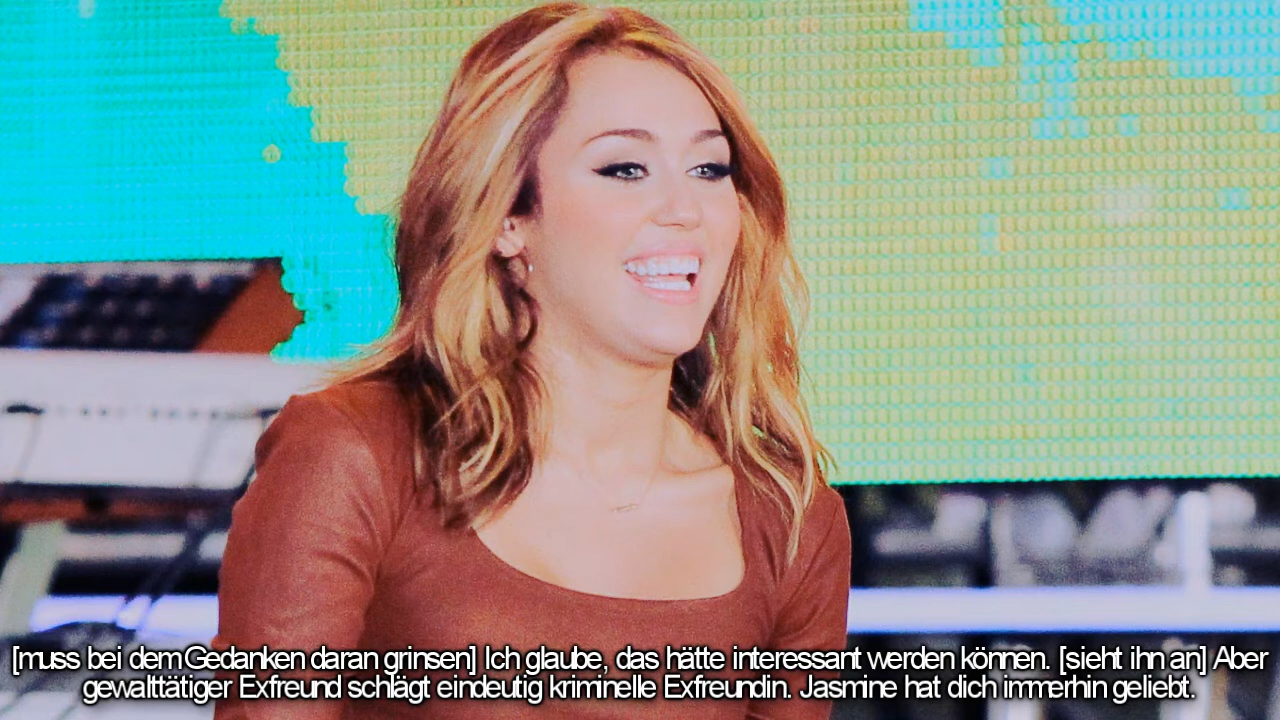 [muss bei dem Gedanken daran grinsen] Ich glaube, das hätte interessant werden können. [sieht ihn an] Aber
gewalttätiger Exfreund schlägt eindeutig kriminelle Exfreundin. Jasmine hat dich immerhin geliebt.